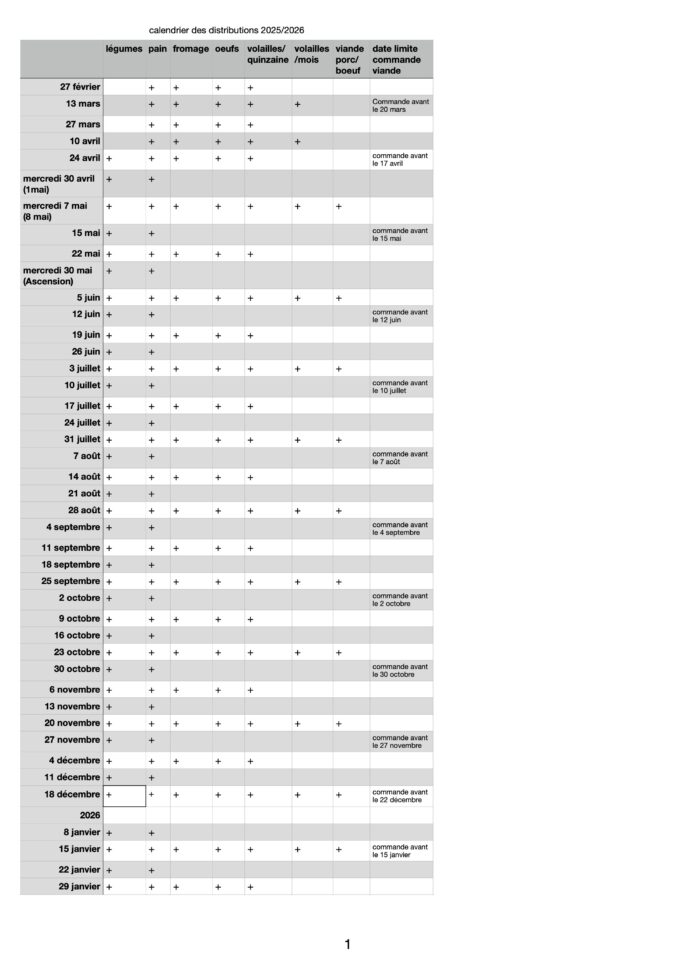 calendrier des distributions 2025/2026
légumes pain fromage oeufs volailles/ quinzaine volailles /mois viande porc/ boeuf date limite commande viande
27 février + + + +
13 mars + + + + + Commande avant le 20 mars
27 mars + + + +
10 avril + + + + +
24 avril + + + + + commande avant le 17 avril
mercredi 30 avril (1mai) + +
mercredi 7 mai (8 mai) + + + + + + +
15 mai + + commande avant le 15 mai
22 mai + + + + +
mercredi 30 mai (Ascension) + +
5 juin + + + + + + +
12 juin + + commande avant le 12 juin
19 juin + + + + +
26 juin + +
3 juillet + + + + + + +
10 juillet + + commande avant le 10 juillet
17 juillet + + + + +
24 juillet + +
31 juillet + + + + + + +
7 août + + commande avant le 7 août
14 août + + + + +
21 août + +
28 août + + + + + + +
4 septembre + + commande avant le 4 septembre
11 septembre + + + + +
18 septembre + +
25 septembre + + + + + + +
2 octobre + + commande avant le 2 octobre
9 octobre + + + + +
16 octobre + +
23 octobre + + + + + + +
30 octobre + + commande avant le 30 octobre
6 novembre + + + + +
13 novembre + +
20 novembre + + + + + + +
27 novembre + + commande avant le 27 novembre
4 décembre + + + + +
11 décembre + +
18 décembre + + + + + + + commande avant le 22 décembre
2026
8 janvier + +
15 janvier + + + + + + + commande avant le 15 janvier
22 janvier + +
29 janvier + + + + +
1